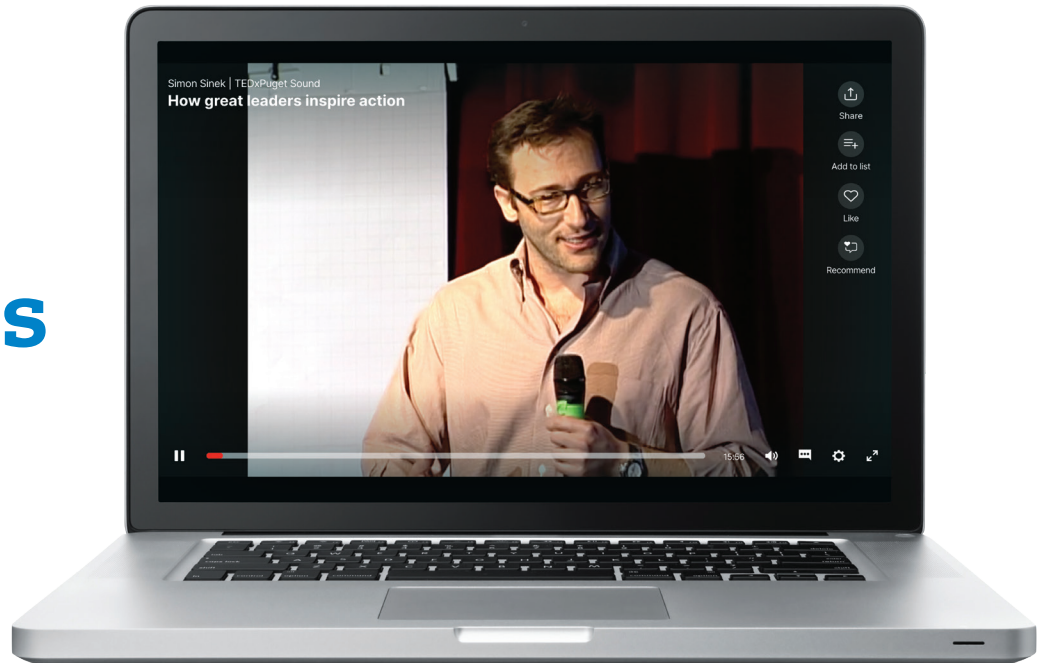 Simon Sinek | TEDxPuget Sound
How great leaders inspire action
Share
Add to list
Like
Recommend
s
15:56